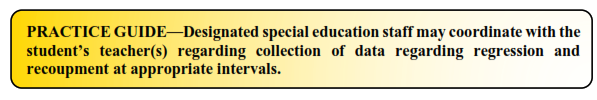 PRACTICE GUIDE—Designated special education staff may coordinate with the
student’s teacher(s) regarding collection of data regarding regression and
recoupment at appropriate intervals.